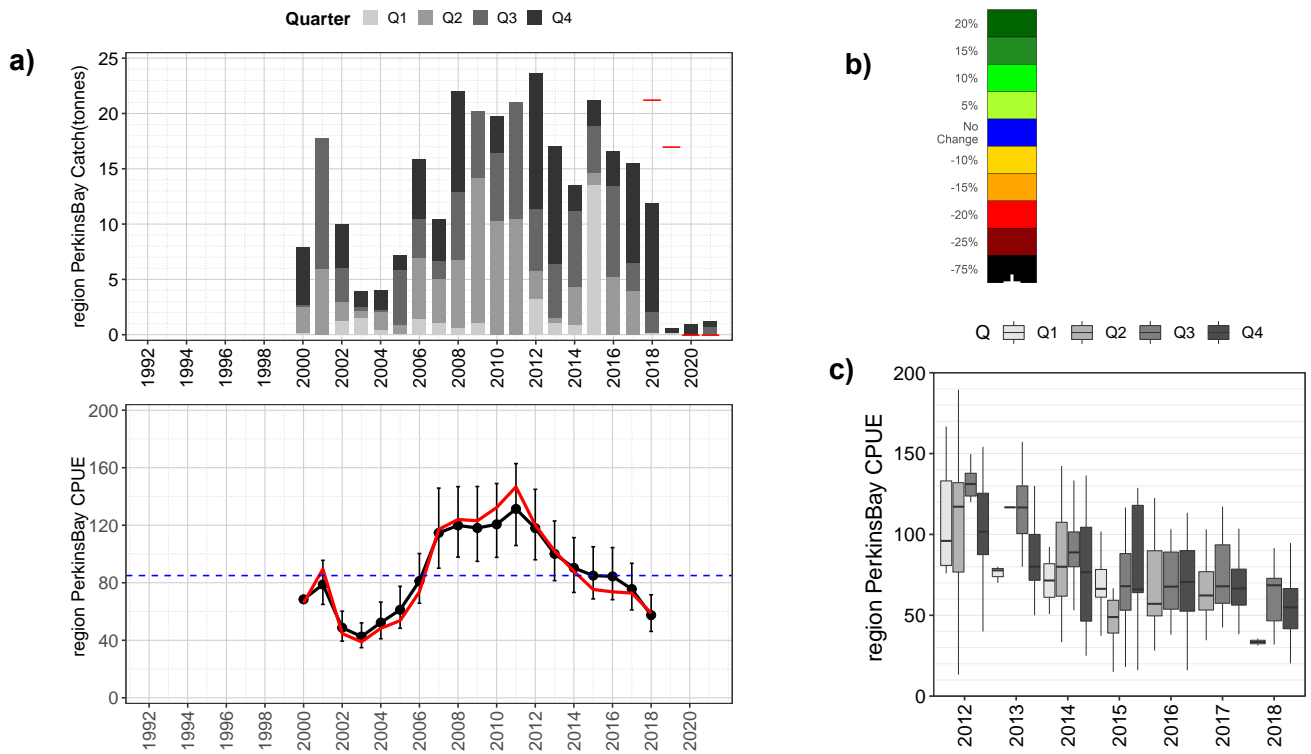 Quarter Q1 Q2 Q3 Q4
a)
region PerkinsBay Catch(tonnes)
25
20
15
10
5
0
1992 1994 1996 1998 2000 2002 2004 2006 2008 2010 2012 2014 2016 2018 2020
region PerkinsBay CPUE
200
160
120
80
40
0
1992 1994 1996 1998 2000 2002 2004 2006 2008 2010 2012 2014 2016 2018 2020
b)
20%
15%
10%
5%
No
Change
-10%
-15%
-20%
-25%
-75%
Q Q1 Q2 Q3 Q4
c)
region PerkinsBay CPUE
200
150
100
50
0
2012 2013 2014 2015 2016 2017 2018